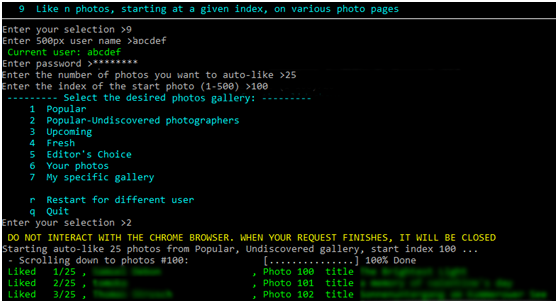 9 Like n photos, starting at a given index, on various photo pages
Enter your selection >9
Enter 500px user name >abcdef
Current user: abcdef
Enter password >********
Enter the number of photos you want to auto-like >25
Enter the index of the start photo (1-500) >100
--------- Select the desired photos gallery: ---------
1 Popular
2 Popular-Undiscovered photographers
3 Upcoming
4 Fresh
5 Editor's Choice
6 Your photos
7 My specific gallery
r Restart for different user
q Quit
Enter your selection >2
DO NOT INTERACT WITH THE CHROME BROWSER. WHEN YOUR REQUEST FINISHES, IT WILL BE CLOSED
Starting auto-like 25 photos from Popular, Undiscovered gallery, start index 100 ...
- Scrolling down to photos #100: [..............] 100% Done
Liked 1/25 , , Photo 100 title
Liked 2/25 , , Photo 101 title
Liked 3/25 , , Photo 102 title